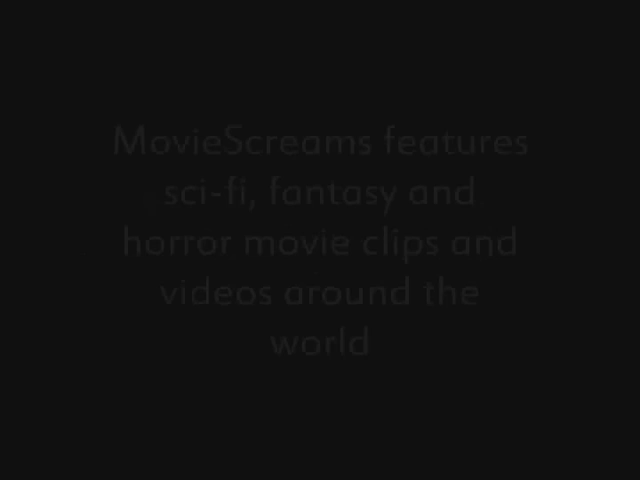 MovieScreams features
sci-fi, fantasy and
horror movie clips and
videos around the
world